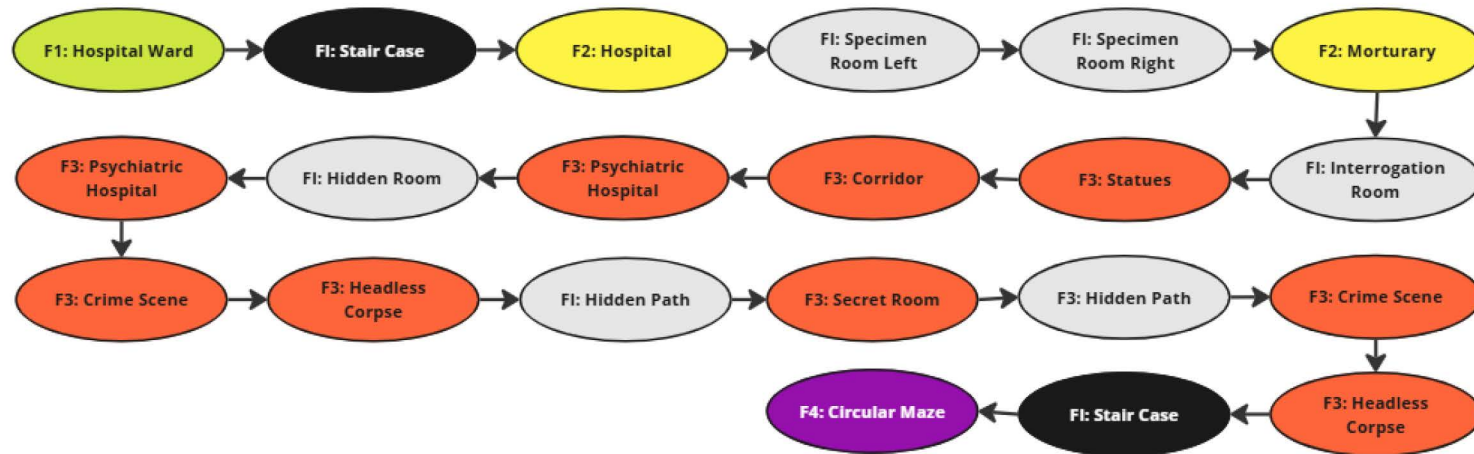 F1: Hospital Ward
FI: Stair Case
F2: Hospital
FI: Specimen
Room Left
FI: Specimen
Room Right
F2: Morturary
FI: Interrogation
Room
F3: Statues
F3: Corridor
F3: Psychiatric
Hospital
FI: Hidden Room
F3: Psychiatric
Hospital
F3: Crime Scene
F3: Headless
Corpse
FI: Hidden Path
F3: Secret Room
F3: Hidden Path
F3: Crime Scene
F3: Headless
Corpse
FI: Stair Case
F4: Circular Maze